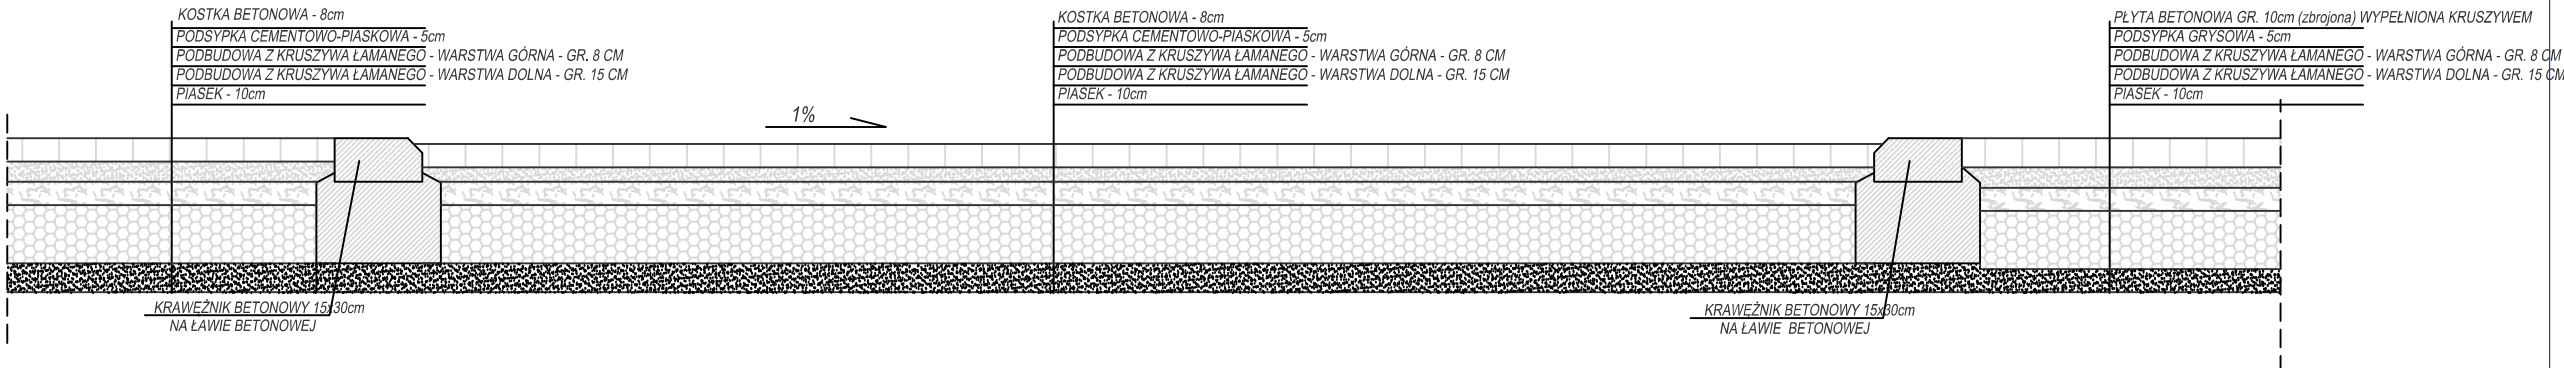 KOSTKA BETONOWA - 8cm
PODSYPKA CEMENTOWO-PIASKOWA - 5cm
PODBUDOWA Z KRUSZYWA ŁAMANEGO - WARSTWA GÓRNA - GR. 8 CM
PODBUDOWA Z KRUSZYWA ŁAMANEGO - WARSTWA DOLNA - GR. 15 CM
PIASEK - 10cm
KOSTKA BETONOWA - 8cm
PODSYPKA CEMENTOWO-PIASKOWA - 5cm
PODBUDOWA Z KRUSZYWA ŁAMANEGO - WARSTWA GÓRNA - GR. 8 CM
PODBUDOWA Z KRUSZYWA ŁAMANEGO - WARSTWA DOLNA - GR. 15 CM
PIASEK - 10cm
PŁYTA BETONOWA GR. 10cm (zbrojona) WYPEŁNIONA KRUSZYWEM
PODSYPKA GRYSOWA - 5cm
PODBUDOWA Z KRUSZYWA ŁAMANEGO - WARSTWA GÓRNA - GR. 8 CM
PODBUDOWA Z KRUSZYWA ŁAMANEGO - WARSTWA DOLNA - GR. 15 CM
PIASEK - 10cm
1%
KRAWĘŻNIK BETONOWY 15x30cm
NA ŁAWIE BETONOWEJ
KRAWĘŻNIK BETONOWY 15x30cm
NA ŁAWIE BETONOWEJ